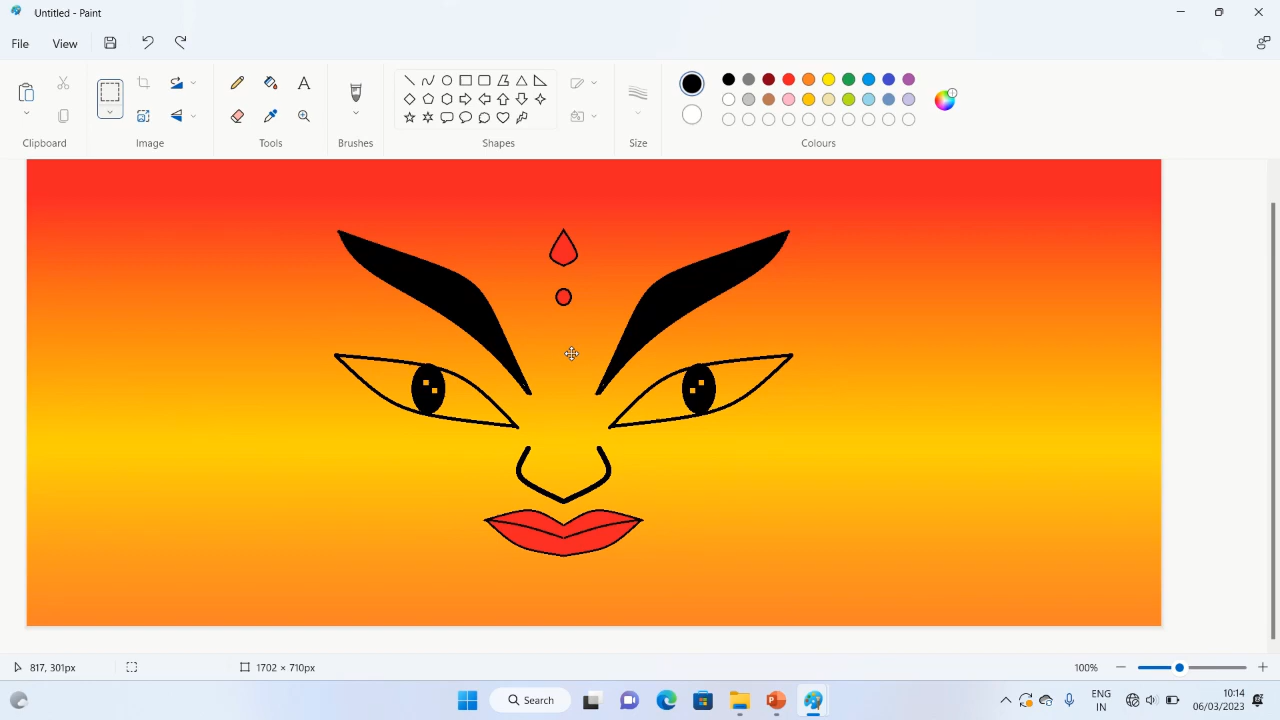 Untitled - Paint
File View
Clipboard Image Tools Brushes Shapes Size Colours
A
817, 301px 1702 × 710px 100%
Search
ENG
IN
10:14
06/03/2023